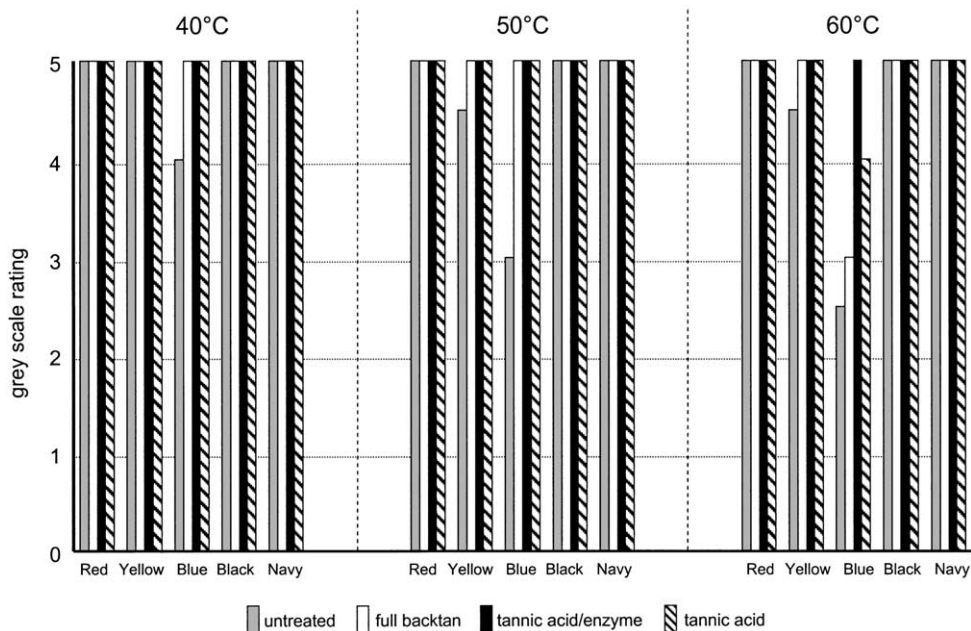 40°C 50°C 60°C
grey scale rating
5
4
3
2
1
0
Red Yellow Blue Black Navy Red Yellow Blue Black Navy Red Yellow Blue Black Navy
untreated full backtan tannic acid/enzyme tannic acid